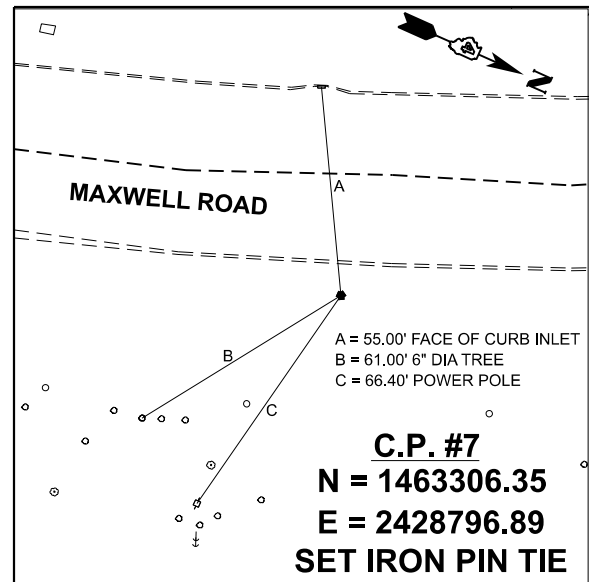 N
A
MAXWELL ROAD
A = 55.00' FACE OF CURB INLET
B = 61.00' 6" DIA TREE
C = 66.40' POWER POLE
B
C
C.P. #7
N = 1463306.35
E = 2428796.89
SET IRON PIN TIE